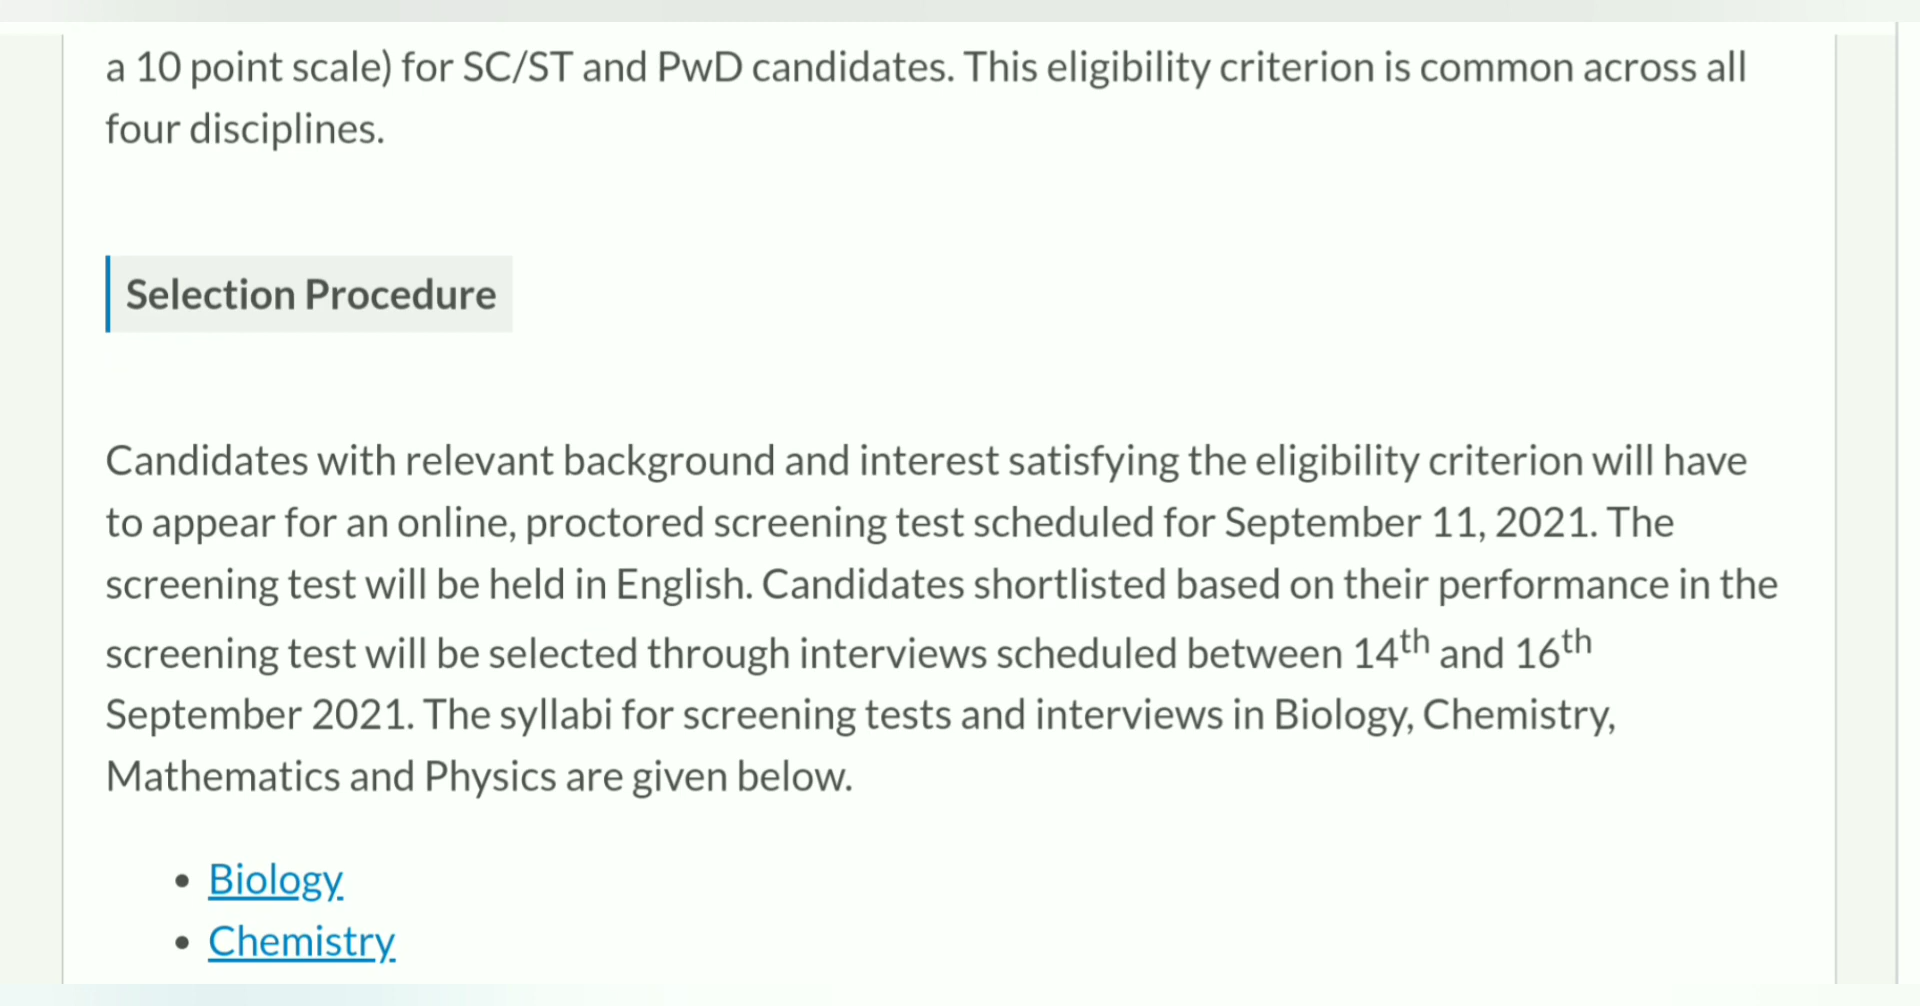 a 10 point scale) for SC/ST and PwD candidates. This eligibility criterion is common across all
four disciplines.
Selection Procedure
Candidates with relevant background and interest satisfying the eligibility criterion will have
to appear for an online, proctored screening test scheduled for September 11, 2021. The
screening test will be held in English. Candidates shortlisted based on their performance in the
screening test will be selected through interviews scheduled between 14th and 16th
September 2021. The syllabi for screening tests and interviews in Biology, Chemistry,
Mathematics and Physics are given below.
• Biology
• Chemistry